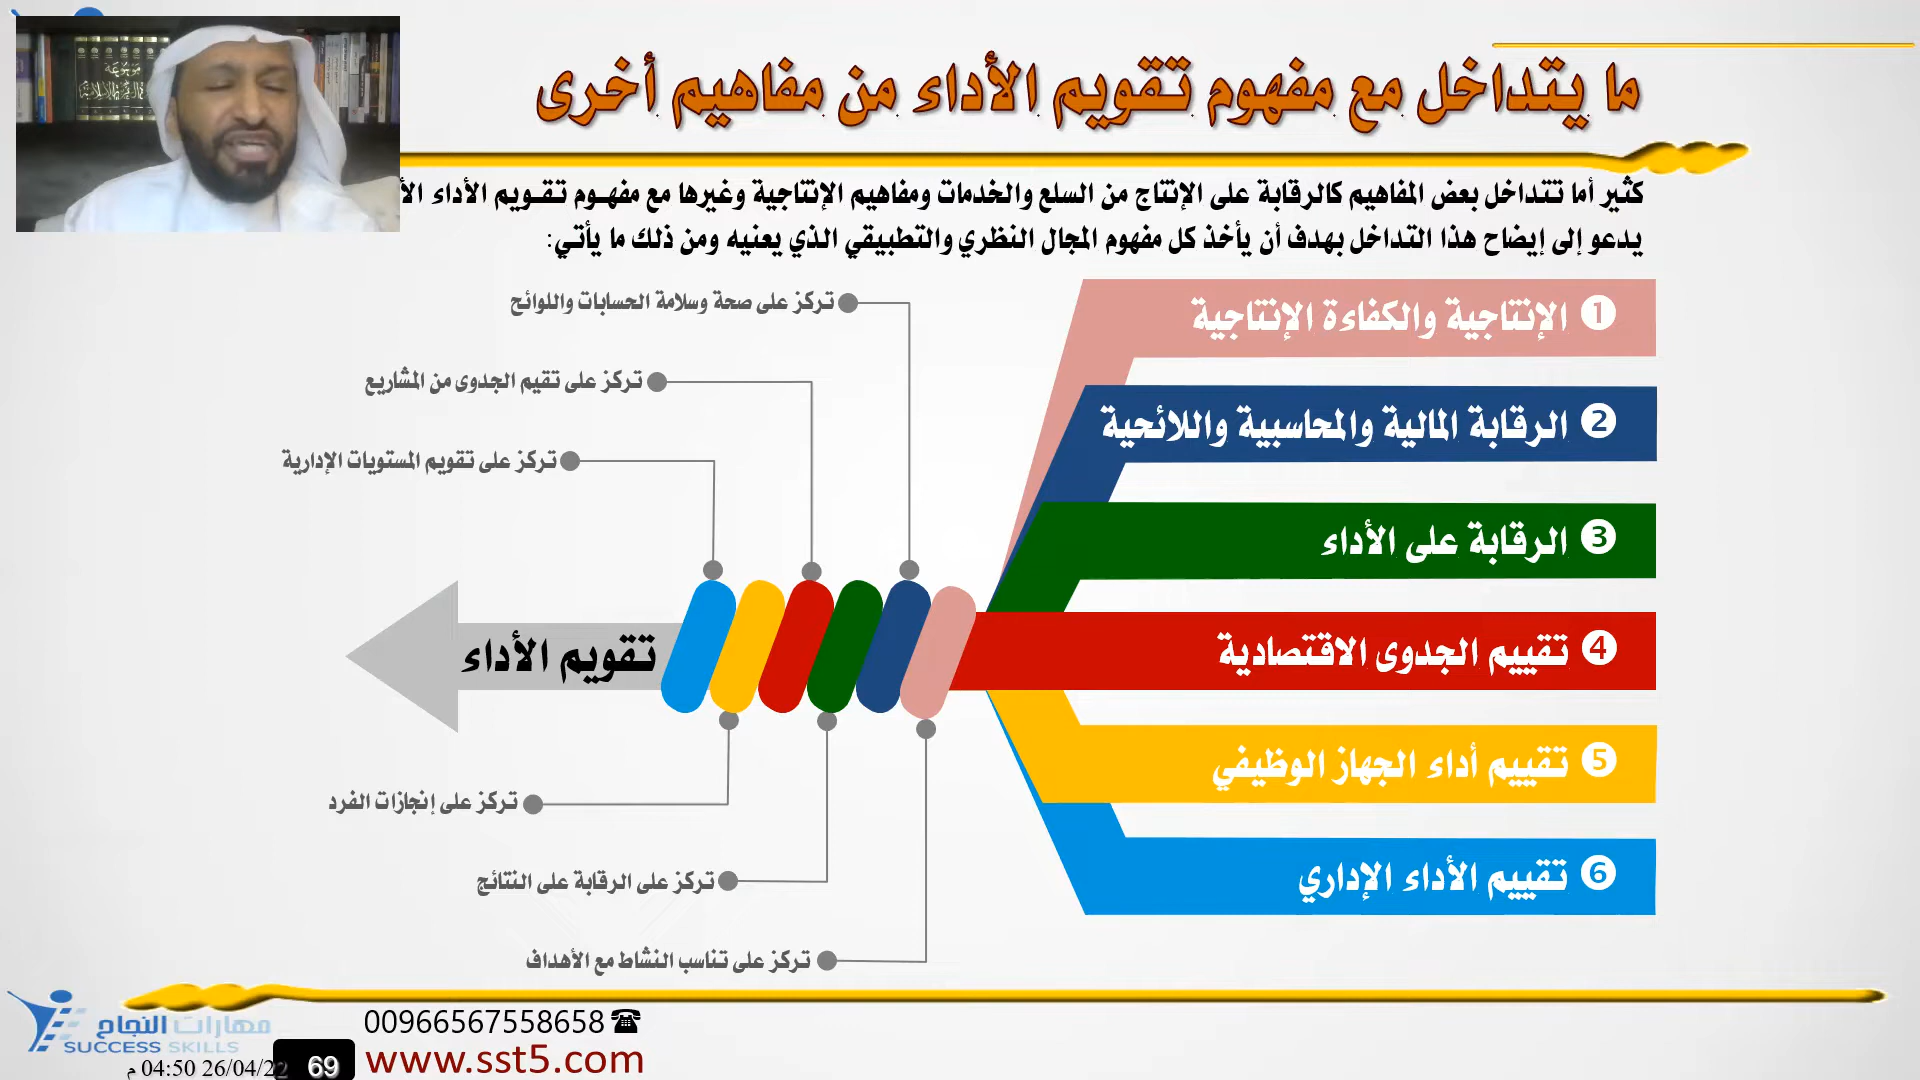 ما يتداخل مع مفهوم تقويم الأداء من مفاهيم أخرى
كثير أما تتداخل بعض المفاهيم كالرقابة على الإنتاج من السلع والخدمات ومفاهيم الإنتاجية وغيرها مع مفهوم تقويم الأداء
يدعو إلى إيضاح هذا التداخل بهدف أن يأخذ كل مفهوم المجال النظري والتطبيقي الذي يعنيه ومن ذلك ما يأتي:
1 الإنتاجية والكفاءة الإنتاجية
2 الرقابة المالية والمحاسبية واللائحية
3 الرقابة على الأداء
4 تقييم الجدوى الاقتصادية
5 تقييم أداء الجهاز الوظيفي
6 تقييم الأداء الإداري
تركز على صحة وسلامة الحسابات واللوائح
تركز على تقيم الجدوى من المشاريع
تركز على تقويم المستويات الإدارية
تقويم الأداء
تركز على إنجازات الفرد
تركز على الرقابة على النتائج
تركز على تناسب النشاط مع الأهداف
مهارات النجاح
SUCCESS SKILLS
00966567558658
www.sst5.com
69
26/04/22 04:50 م